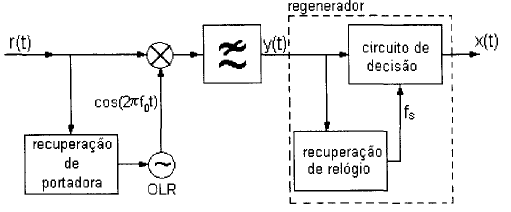 regenerador
r(t)
y(t)
circuito de
decisão
x(t)
cos(2πf₀t)
fₛ
recuperação
de
portadora
OLR
recuperação
de relógio